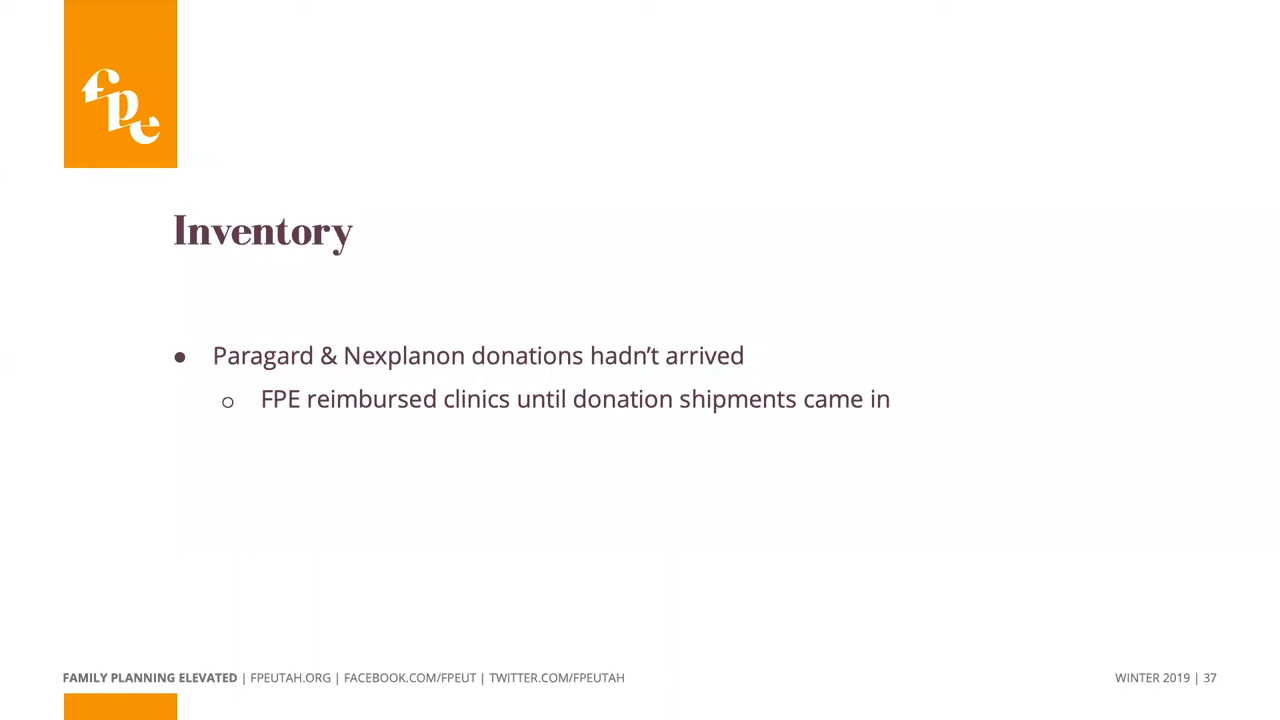 fpe
Inventory
● Paragard & Nexplanon donations hadn’t arrived
○ FPE reimbursed clinics until donation shipments came in
FAMILY PLANNING ELEVATED | FPEUTAH.ORG | FACEBOOK.COM/FPEUT | TWITTER.COM/FPEUTAH
WINTER 2019 | 37